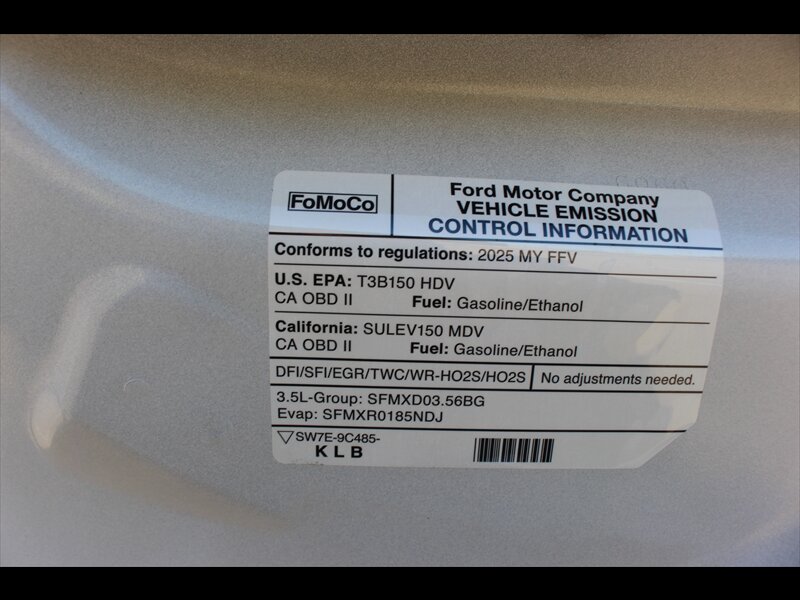 FoMoCo
Ford Motor Company
VEHICLE EMISSION
CONTROL INFORMATION
Conforms to regulations: 2025 MY FFV
U.S. EPA: T3B150 HDV
CA OBD II Fuel: Gasoline/Ethanol
California: SULEV150 MDV
CA OBD II Fuel: Gasoline/Ethanol
DFI/SFI/EGR/TWC/WR-HO2S/HO2S No adjustments needed.
3.5L-Group: SFMXD03.56BG
Evap: SFMXR0185NDJ
SW7E-9C485-
K L B